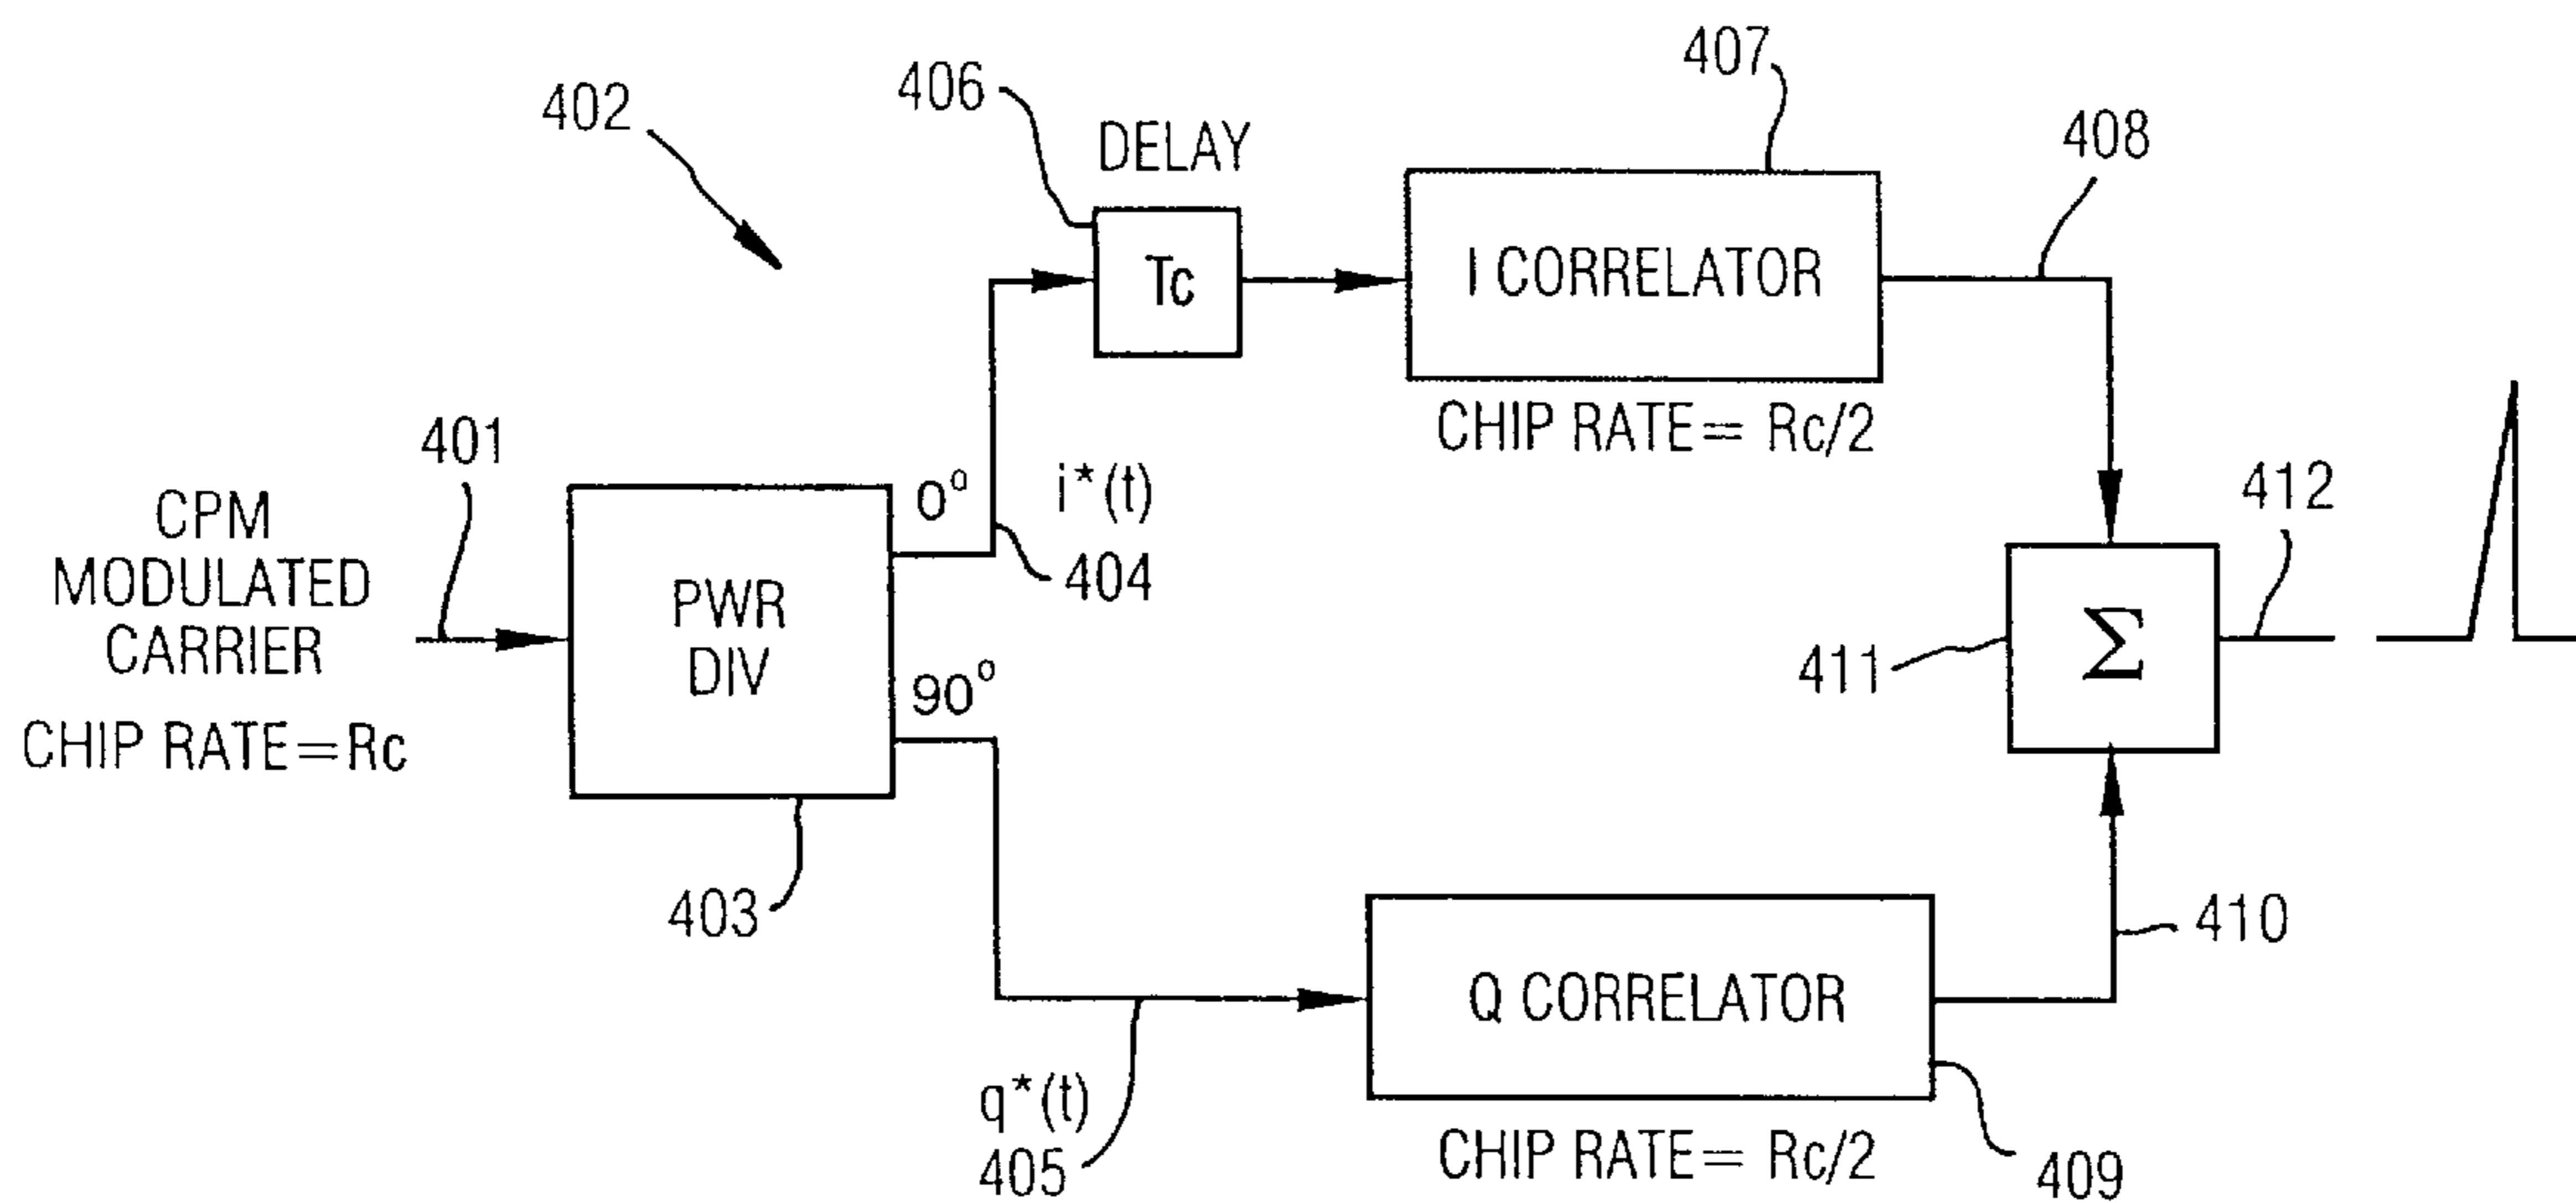 402
406
DELAY
Tc
407
I CORRELATOR
CHIP RATE = Rc/2
408
401
CPM
MODULATED
CARRIER
CHIP RATE = Rc
PWR
DIV
403
0°
i*(t)
404
90°
q*(t)
405
Q CORRELATOR
CHIP RATE = Rc/2
409
410
411
Σ
412